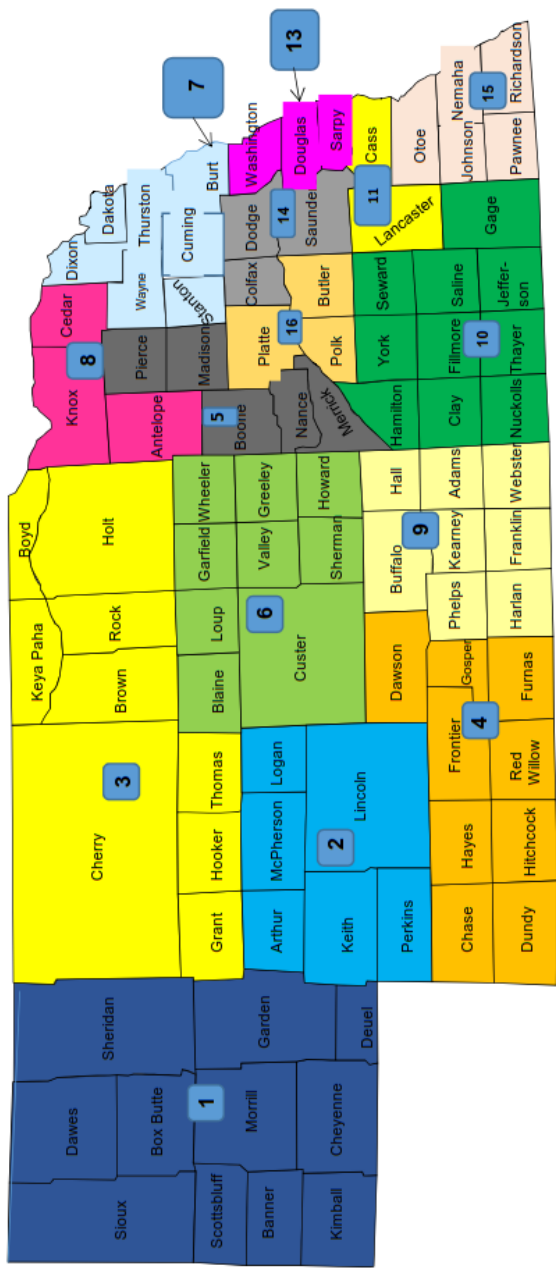 Sioux
Dawes
Sheridan
Box Butte
1
Scottsbluff
Morrill
Garden
Banner
Kimball
Cheyenne
Deuel
Cherry
3
Keya Paha
Boyd
Brown
Rock
Holt
Grant
Hooker
Thomas
Arthur
McPherson
Logan
Keith
2
Lincoln
Perkins
Blaine
Loup
Garfield
Wheeler
6
Custer
Valley
Greeley
Sherman
Howard
Chase
Hayes
Frontier
Gosper
Dawson
4
Dundy
Hitchcock
Red
Willow
Furnas
Buffalo
Hall
9
Phelps
Kearney
Adams
Harlan
Franklin
Webster
Knox
8
Cedar
Antelope
Pierce
5
Boone
Madison
Nance
Merrick
Dixon
Dakota
Wayne
Thurston
7
Stanton
Cuming
Burt
Platte
16
Colfax
Dodge
14
Washington
13
Butler
Polk
Saunder
Douglas
Sarpy
11
Cass
Lancaster
Hamilton
York
Seward
Clay
Fillmore
Saline
10
Nuckolls
Thayer
Jeffer-
son
Gage
Otoe
Johnson
Nemaha
15
Pawnee
Richardson